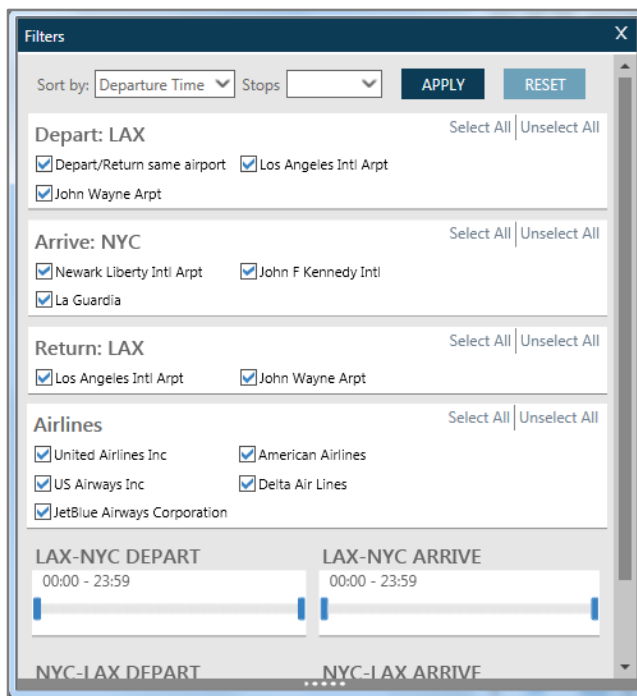 Filters X
Sort by: Departure Time Stops APPLY RESET
Depart: LAX Select All Unselect All
Depart/Return same airport Los Angeles Intl Arpt
John Wayne Arpt
Arrive: NYC Select All Unselect All
Newark Liberty Intl Arpt John F Kennedy Intl
La Guardia
Return: LAX Select All Unselect All
Los Angeles Intl Arpt John Wayne Arpt
Airlines Select All Unselect All
United Airlines Inc American Airlines
US Airways Inc Delta Air Lines
JetBlue Airways Corporation
LAX-NYC DEPART LAX-NYC ARRIVE
00:00 - 23:59 00:00 - 23:59
NYC-LAX DEPART NYC-LAX ARRIVE